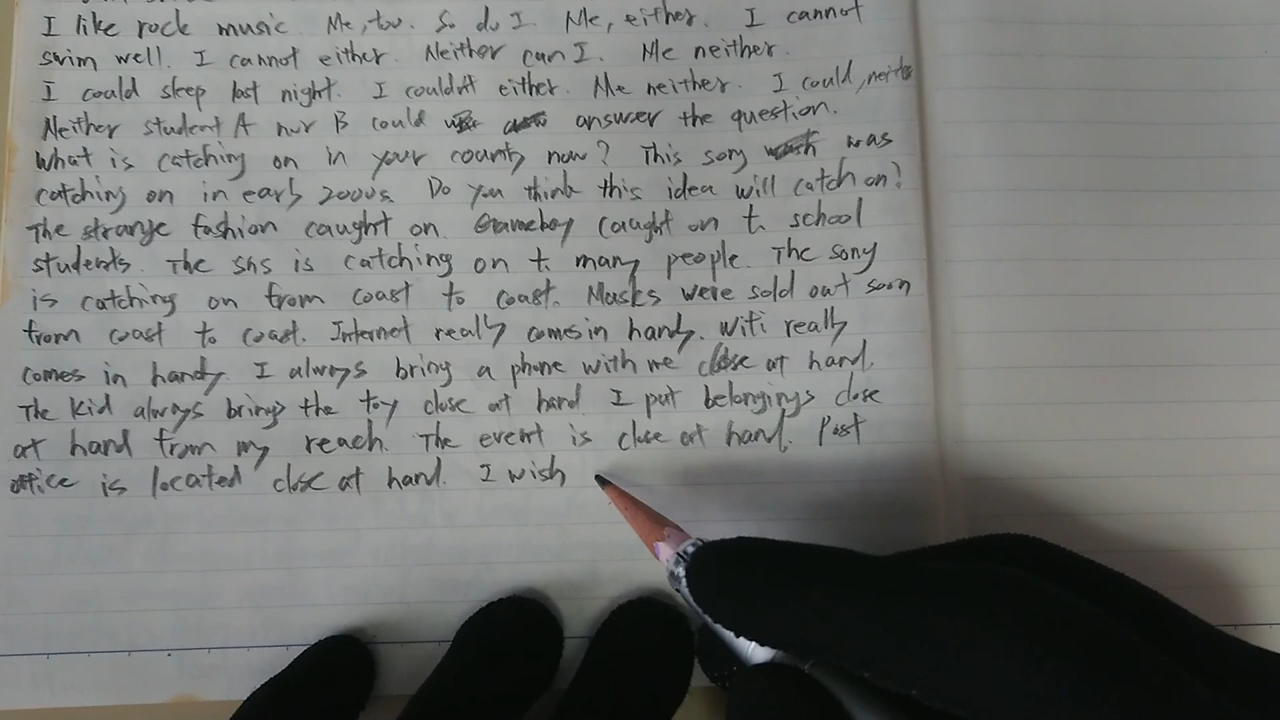 I like rock music. Me, too. So do I. Me, either. I cannot
swim well. I cannot either. Neither can I. Me neither.
I could sleep last night. I couldn't either. Me neither. I could, neither
Neither student A nor B could answer the question.
What is catching on in your country now? This song was
catching on in early 2000s. Do you think this idea will catch on?
The strange fashion caught on. Gameboy caught on to school
students. The sns is catching on to many people. The song
is catching on from coast to coast. Masks were sold out soon
from coast to coast. Internet really comes in handy. Wifi really
comes in handy. I always bring a phone with me close at hand.
The kid always brings the toy close at hand. I put belongings close
at hand from my reach. The event is close at hand. Post
office is located close at hand. I wish